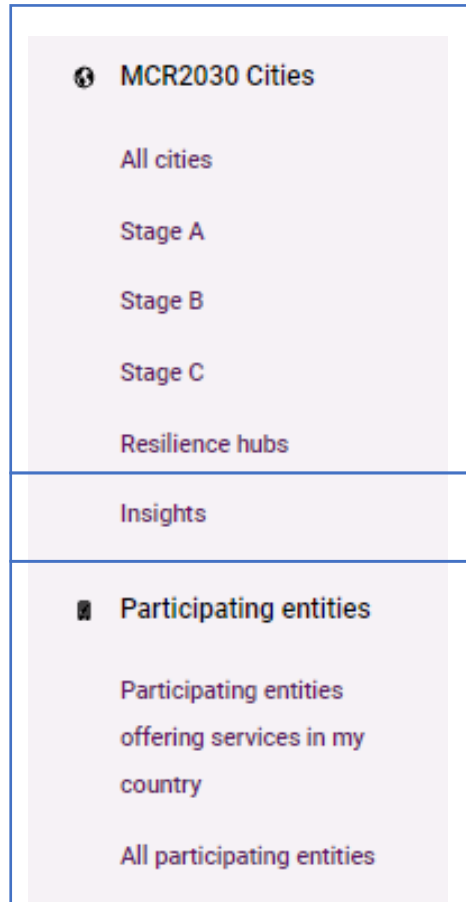 MCR2030 Cities
All cities
Stage A
Stage B
Stage C
Resilience hubs
Insights
Participating entities
Participating entities
offering services in my
country
All participating entities